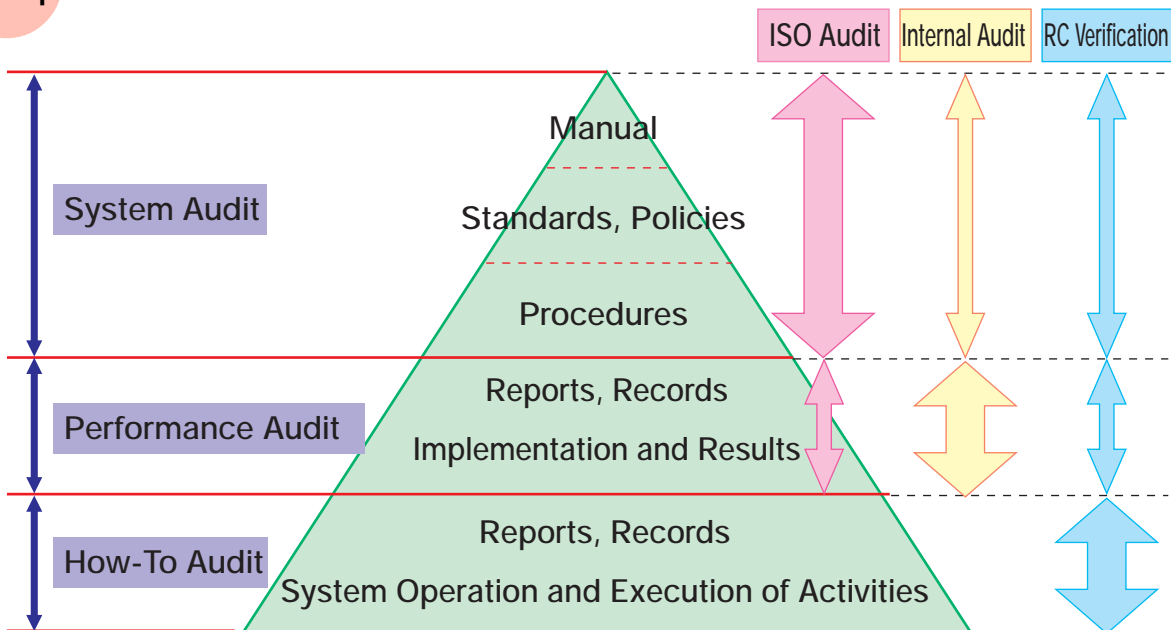 ISO Audit
Internal Audit
RC Verification
Manual
System Audit
Standards, Policies
Procedures
Reports, Records
Performance Audit
Implementation and Results
Reports, Records
How-To Audit
System Operation and Execution of Activities